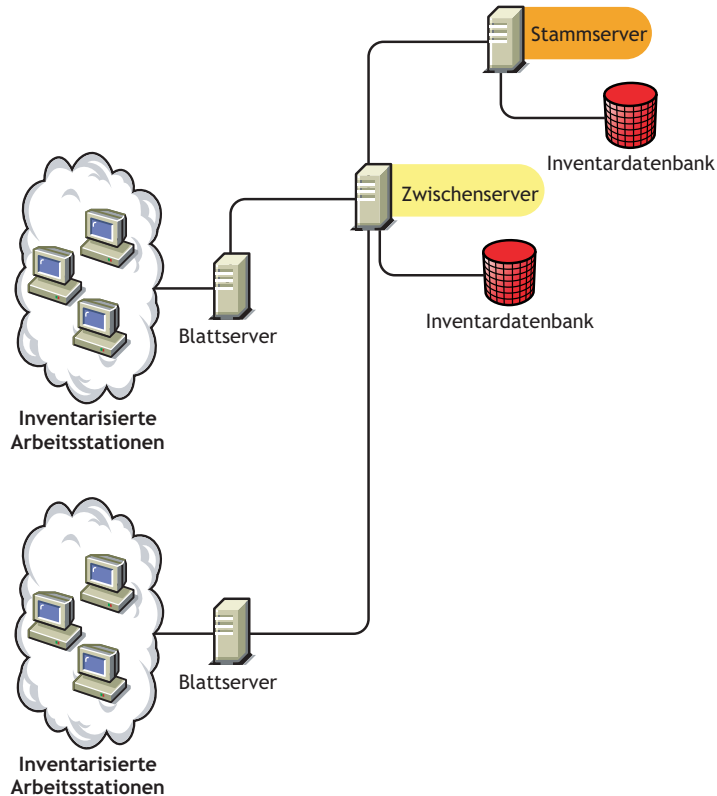 Stammserver
Inventardatenbank
Zwischenserver
Inventardatenbank
Blattserver
Inventarisierte
Arbeitsstationen
Blattserver
Inventarisierte
Arbeitsstationen